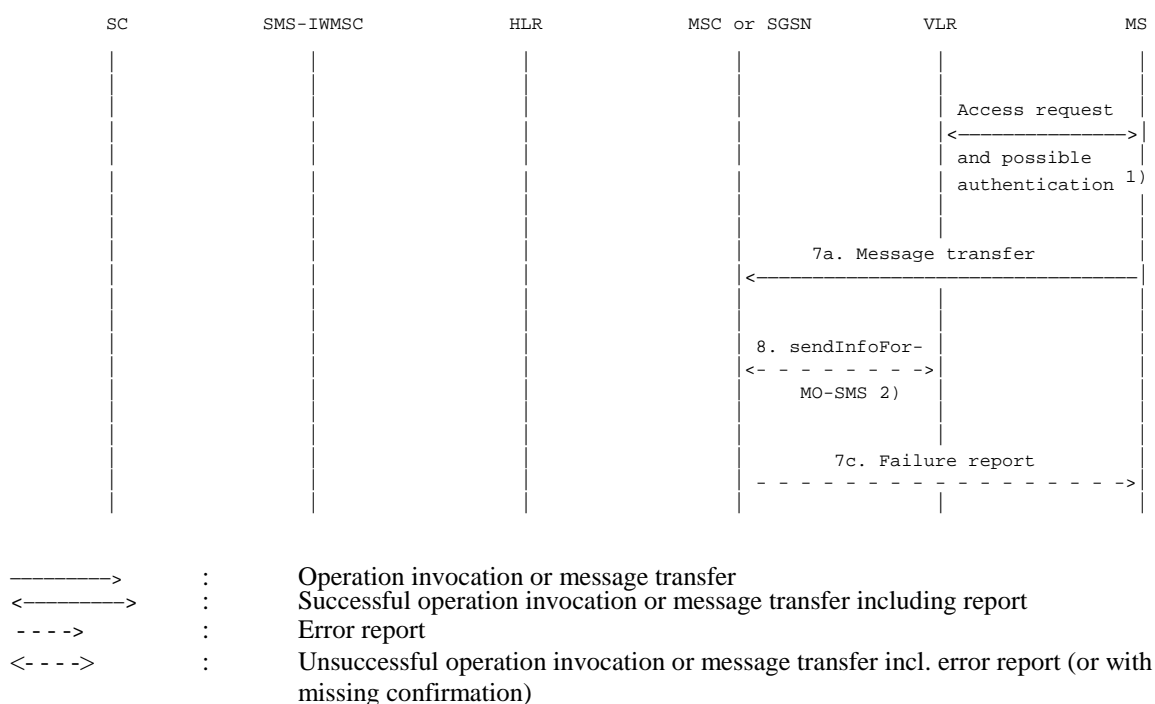 SC SMS-IWMSC HLR MSC or SGSN VLR MS
Access request
and possible
authentication 1)
7a. Message transfer
8. sendInfoFor-
MO-SMS 2)
7c. Failure report
: Operation invocation or message transfer
: Successful operation invocation or message transfer including report
: Error report
: Unsuccessful operation invocation or message transfer incl. error report (or with
missing confirmation)